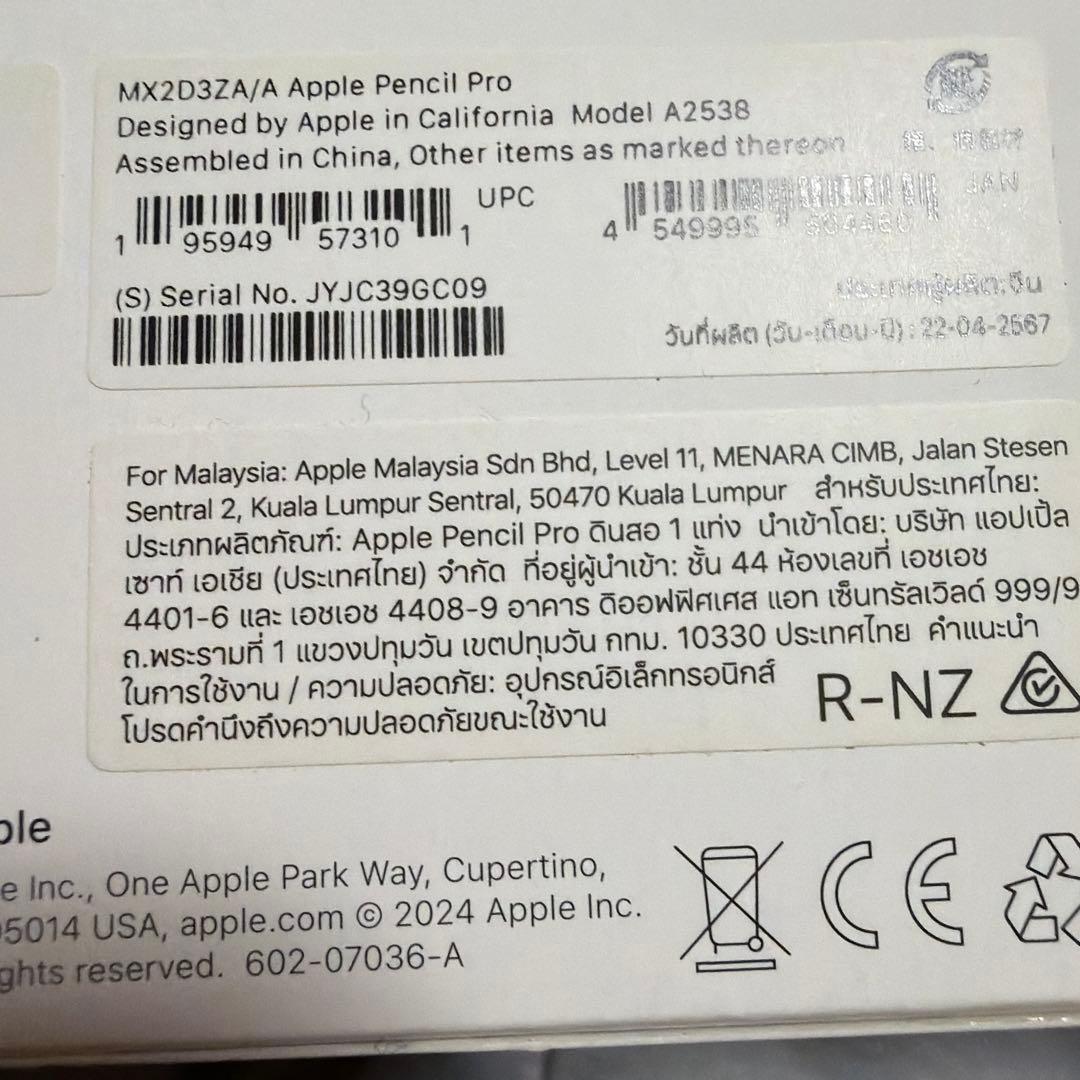 MX2D3ZA/A Apple Pencil Pro
Designed by Apple in California Model A2538
Assembled in China, Other items as marked thereon
UPC
JAN
1 95949 57310 1
4 549995 504460
(S) Serial No. JYJC39GC09
ประเทศผู้ผลิต:จีน
วันที่ผลิต (วัน-เดือน-ปี) : 22-04-2567
For Malaysia: Apple Malaysia Sdn Bhd, Level 11, MENARA CIMB, Jalan Stesen
Sentral 2, Kuala Lumpur Sentral, 50470 Kuala Lumpur สำหรับประเทศไทย:
ประเภทผลิตภัณฑ์: Apple Pencil Pro ดินสอ 1 แท่ง นำเข้าโดย: บริษัท แอปเปิ้ล
เซาท์ เอเชีย (ประเทศไทย) จำกัด ที่อยู่ผู้นำเข้า: ชั้น 44 ห้องเลขที่ เอชเอช
4401-6 และ เอชเอช 4408-9 อาคาร ดิออฟฟิศเศส แอท เซ็นทรัลเวิลด์ 999/9
ถ.พระรามที่ 1 แขวงปทุมวัน เขตปทุมวัน กทม. 10330 ประเทศไทย คำแนะนำ
ในการใช้งาน / ความปลอดภัย: อุปกรณ์อิเล็กทรอนิกส์
โปรดคำนึงถึงความปลอดภัยขณะใช้งาน
R-NZ
ple
e Inc., One Apple Park Way, Cupertino,
95014 USA, apple.com © 2024 Apple Inc.
ghts reserved. 602-07036-A
CE